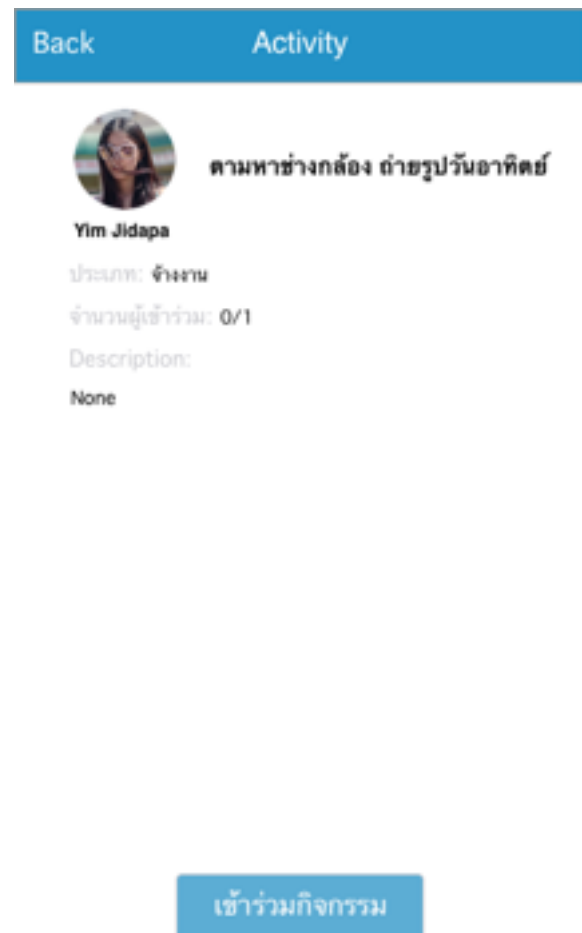 Back Activity
ตามหาช่างกล้อง ถ่ายรูปวันอาทิตย์
Yim Jidapa
ประเภท: จ้างงาน
จำนวนผู้เข้าร่วม: 0/1
Description:
None
เข้าร่วมกิจกรรม